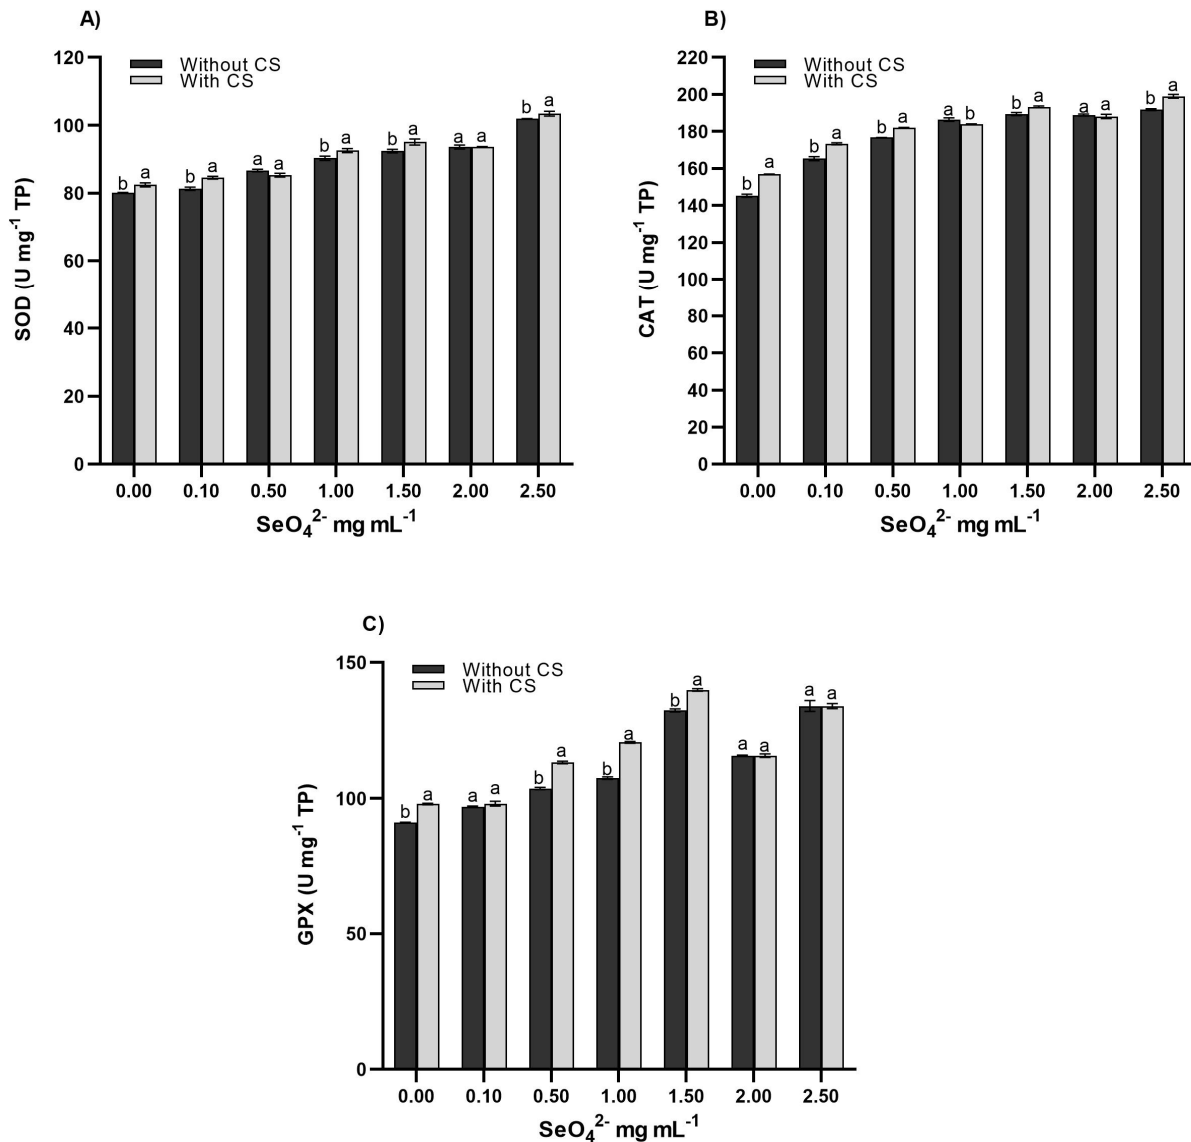 A)
Without CS
With CS
SOD (U mg⁻¹ TP)
120
100
80
60
40
20
0
b a b a a a b a b a a a b a
0.00 0.10 0.50 1.00 1.50 2.00 2.50
SeO₄²⁻ mg mL⁻¹
B)
Without CS
With CS
CAT (U mg⁻¹ TP)
220
200
180
160
140
120
100
80
60
40
20
0
b a b a b a a b b a a a b a
0.00 0.10 0.50 1.00 1.50 2.00 2.50
SeO₄²⁻ mg mL⁻¹
C)
Without CS
With CS
GPX (U mg⁻¹ TP)
150
100
50
0
b a a a b a b a b a a a a a
0.00 0.10 0.50 1.00 1.50 2.00 2.50
SeO₄²⁻ mg mL⁻¹